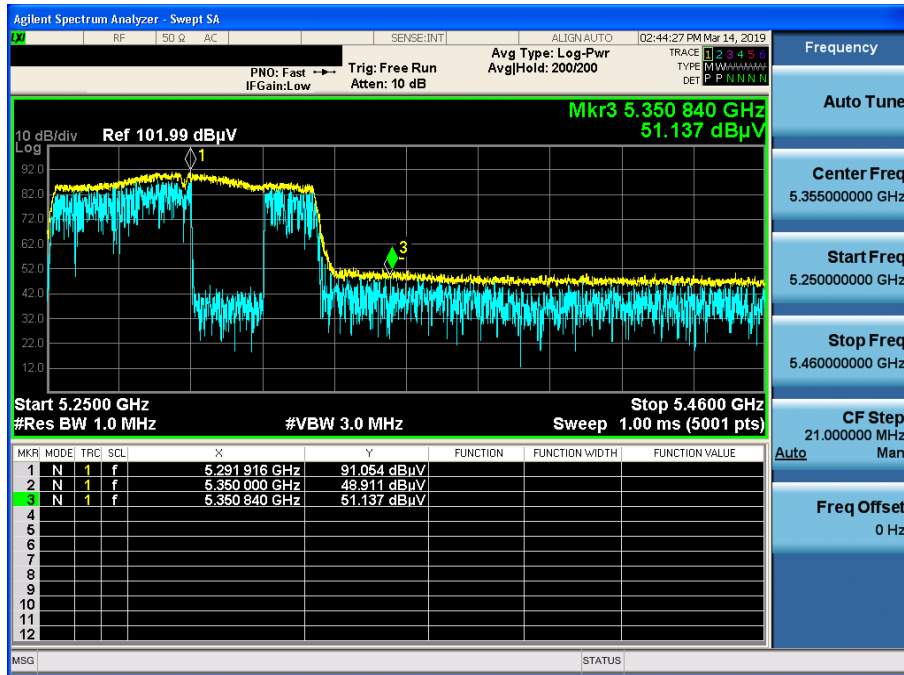 Agilent Spectrum Analyzer - Swept SA
LXI RF 50 Ω AC SENSE:INT ALIGN AUTO 02:44:27 PM Mar 14, 2019
PNO: Fast
IFGain:Low
Trig: Free Run
Atten: 10 dB
Avg Type: Log-Pwr
Avg|Hold: 200/200
TRACE 1 2 3 4 5 6
TYPE M W W W W W
DET P P N N N N
Mkr3 5.350 840 GHz
51.137 dBµV
10 dB/div Ref 101.99 dBµV
Log
92.0
82.0
72.0
62.0
52.0
42.0
32.0
22.0
12.0
1
3
Start 5.2500 GHz Stop 5.4600 GHz
#Res BW 1.0 MHz #VBW 3.0 MHz Sweep 1.00 ms (5001 pts)
MKR MODE TRC SCL X Y FUNCTION FUNCTION WIDTH FUNCTION VALUE
1 N 1 f 5.291 916 GHz 91.054 dBµV
2 N 1 f 5.350 000 GHz 48.911 dBµV
3 N 1 f 5.350 840 GHz 51.137 dBµV
4
5
6
7
8
9
10
11
12
MSG STATUS
Frequency
Auto Tune
Center Freq
5.355000000 GHz
Start Freq
5.250000000 GHz
Stop Freq
5.460000000 GHz
CF Step
21.000000 MHz
Auto Man
Freq Offset
0 Hz